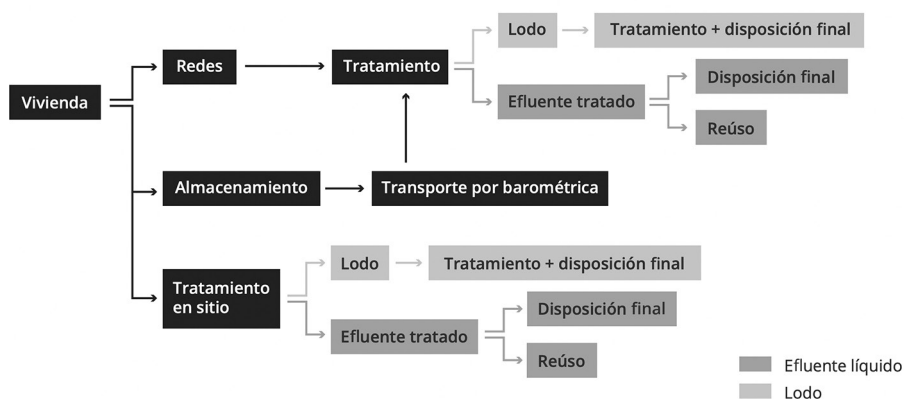 Lodo
Tratamiento + disposición final
Redes
Tratamiento
Disposición final
Vivienda
Efluente tratado
Reúso
Almacenamiento
Transporte por barométrica
Lodo
Tratamiento + disposición final
Tratamiento
en sitio
Disposición final
Efluente tratado
Reúso
Efluente líquido
Lodo